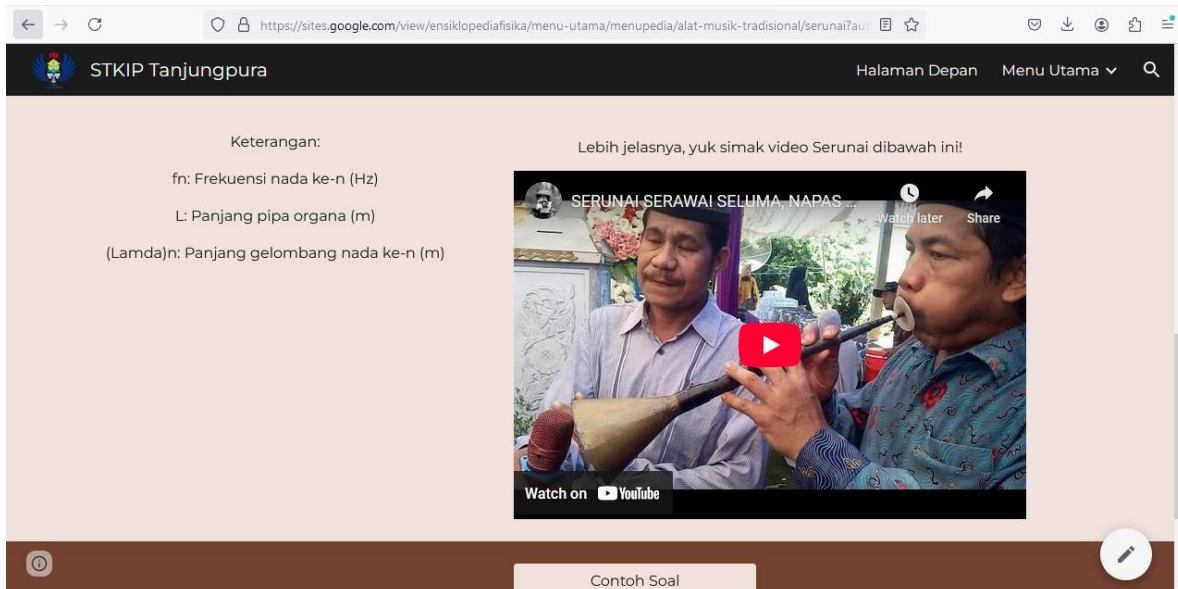 https://sites.google.com/view/ensiklopediafisika/menu-utama/menupedia/alat-musik-tradisional/serunai?aut
STKIP Tanjungpura
Halaman Depan
Menu Utama
Keterangan:
fn: Frekuensi nada ke-n (Hz)
L: Panjang pipa organa (m)
(Lamda)n: Panjang gelombang nada ke-n (m)
Lebih jelasnya, yuk simak video Serunai dibawah ini!
SERUNAI SERAWAI SELUMA, NAPAS ...
Watch later
Share
Watch on YouTube
Contoh Soal